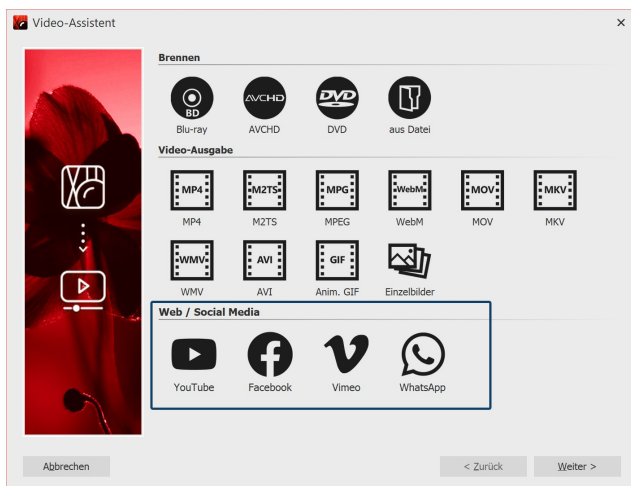 Video-Assistent
Brennen
BD
AVCHD
DVD
Blu-ray AVCHD DVD aus Datei
Video-Ausgabe
MP4 M2TS MPG WebM MOV MKV
MP4 M2TS MPEG WebM MOV MKV
WMV AVI GIF
WMV AVI Anim. GIF Einzelbilder
Web / Social Media
YouTube Facebook Vimeo WhatsApp
Abbrechen < Zurück Weiter >